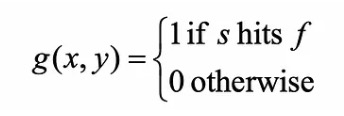 g(x, y) = { 1 if s hits f
0 otherwise